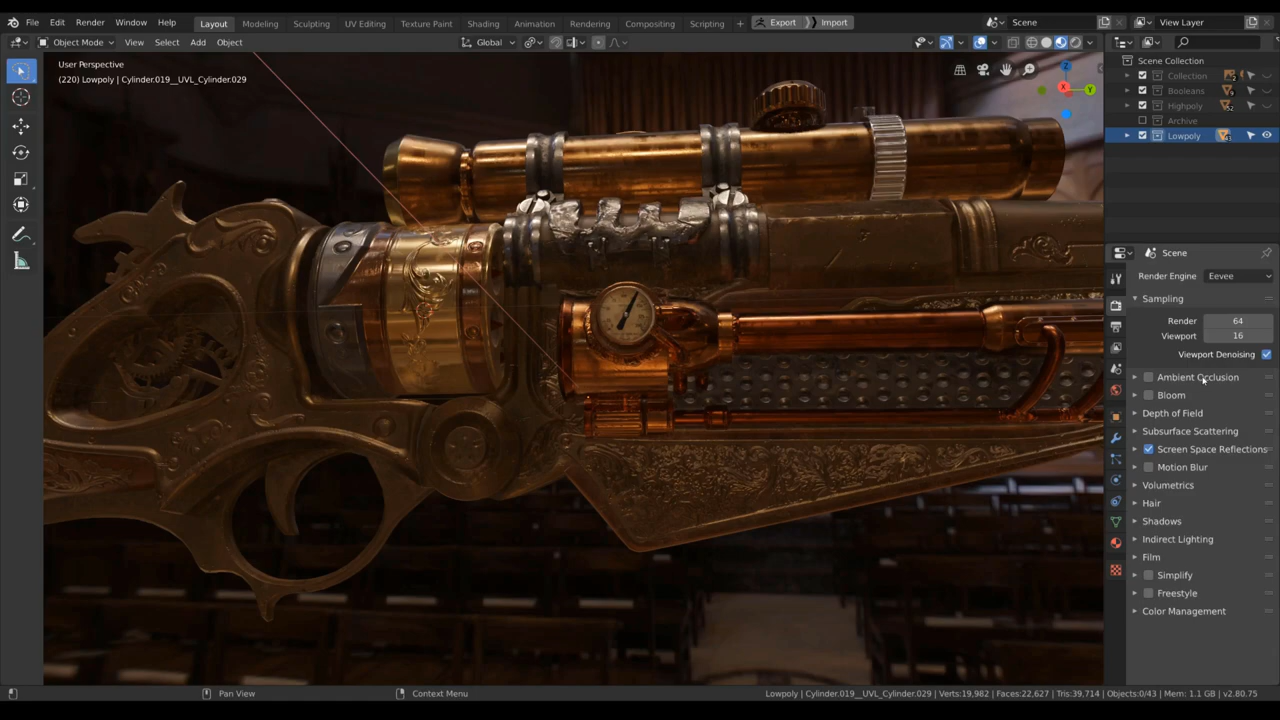 File Edit Render Window Help Layout Modeling Sculpting UV Editing Texture Paint Shading Animation Rendering Compositing Scripting + Export Import Scene View Layer
Object Mode View Select Add Object Global
User Perspective
(220) Lowpoly | Cylinder.019__UVL_Cylinder.029
Z
X
Y
Scene Collection
Collection
Booleans
Highpoly
Archive
Lowpoly
Scene
Render Engine Eevee
Sampling
Render 64
Viewport 16
Viewport Denoising
Ambient Occlusion
Bloom
Depth of Field
Subsurface Scattering
Screen Space Reflections
Motion Blur
Volumetrics
Hair
Shadows
Indirect Lighting
Film
Simplify
Freestyle
Color Management
Pan View Context Menu Lowpoly | Cylinder.019__UVL_Cylinder.029 | Verts:19,982 | Faces:22,627 | Tris:39,714 | Objects:0/43 | Mem: 1.1 GB | v2.80.75